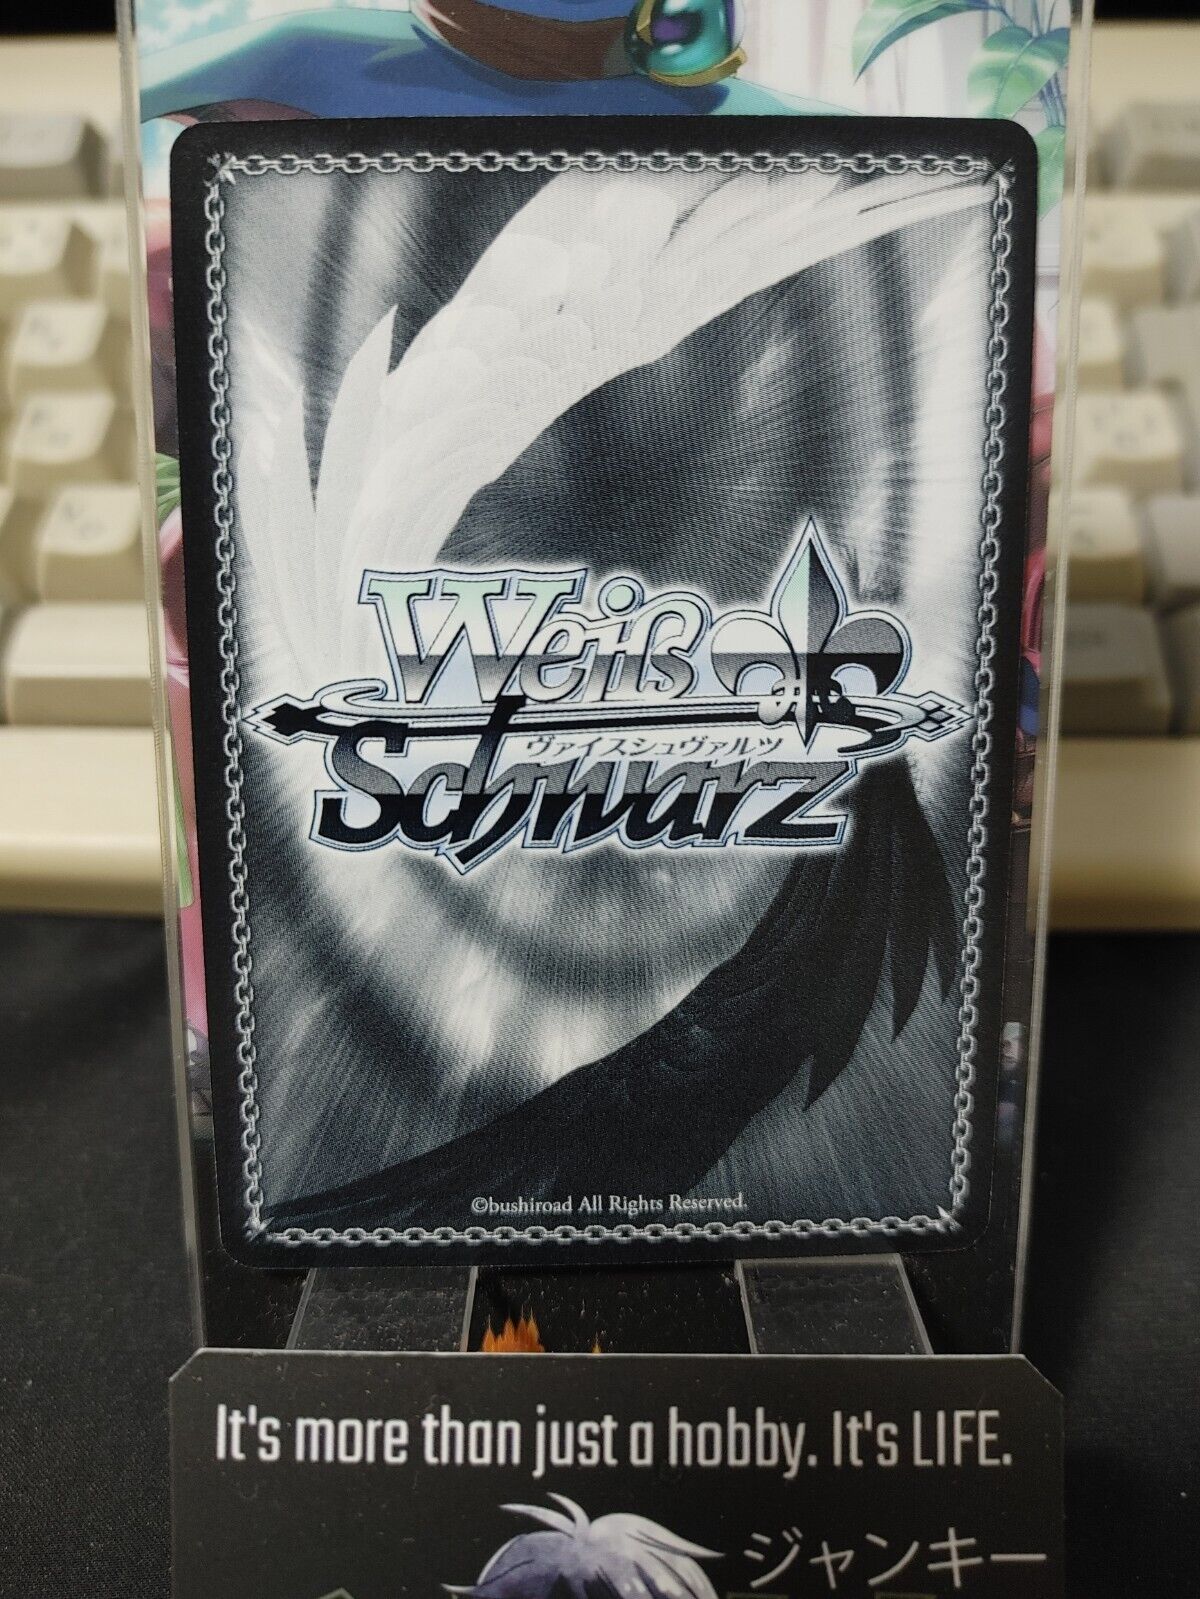 Weiß
Schwarz
ヴァイスシュヴァルツ
©bushiroad All Rights Reserved.
It's more than just a hobby. It's LIFE.
ジャンキー